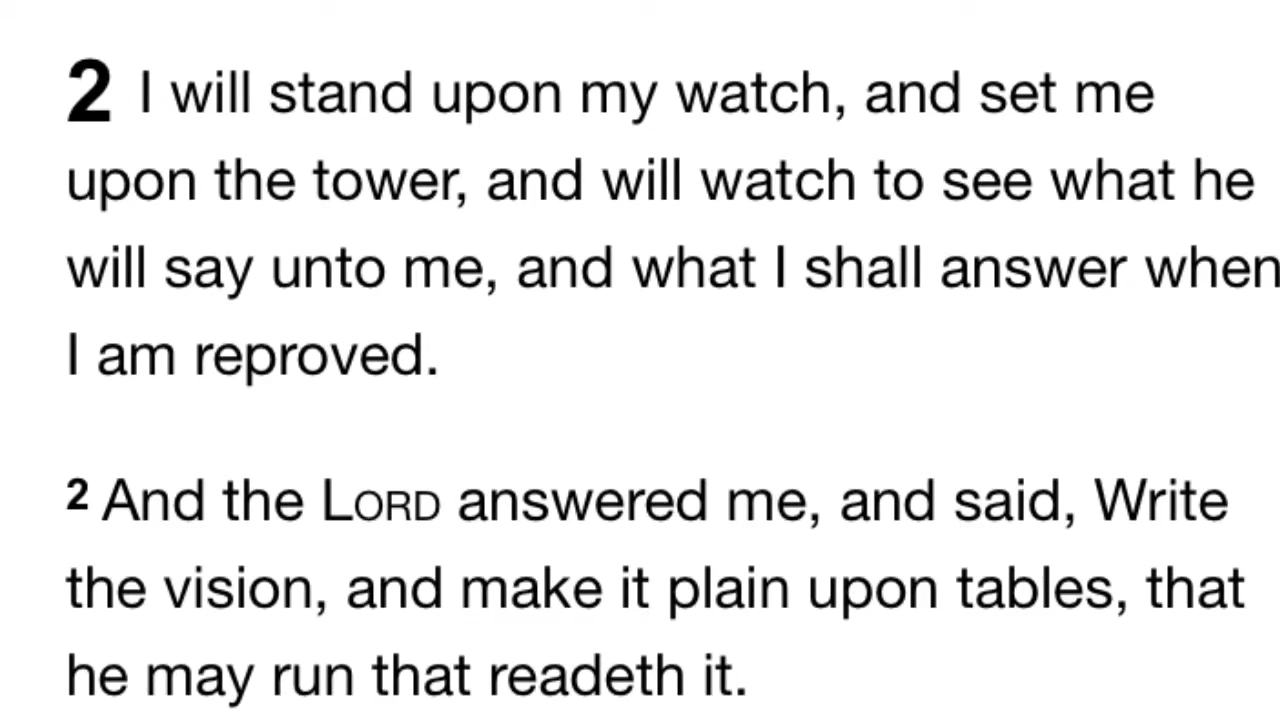 2 I will stand upon my watch, and set me
upon the tower, and will watch to see what he
will say unto me, and what I shall answer when
I am reproved.
2 And the LORD answered me, and said, Write
the vision, and make it plain upon tables, that
he may run that readeth it.